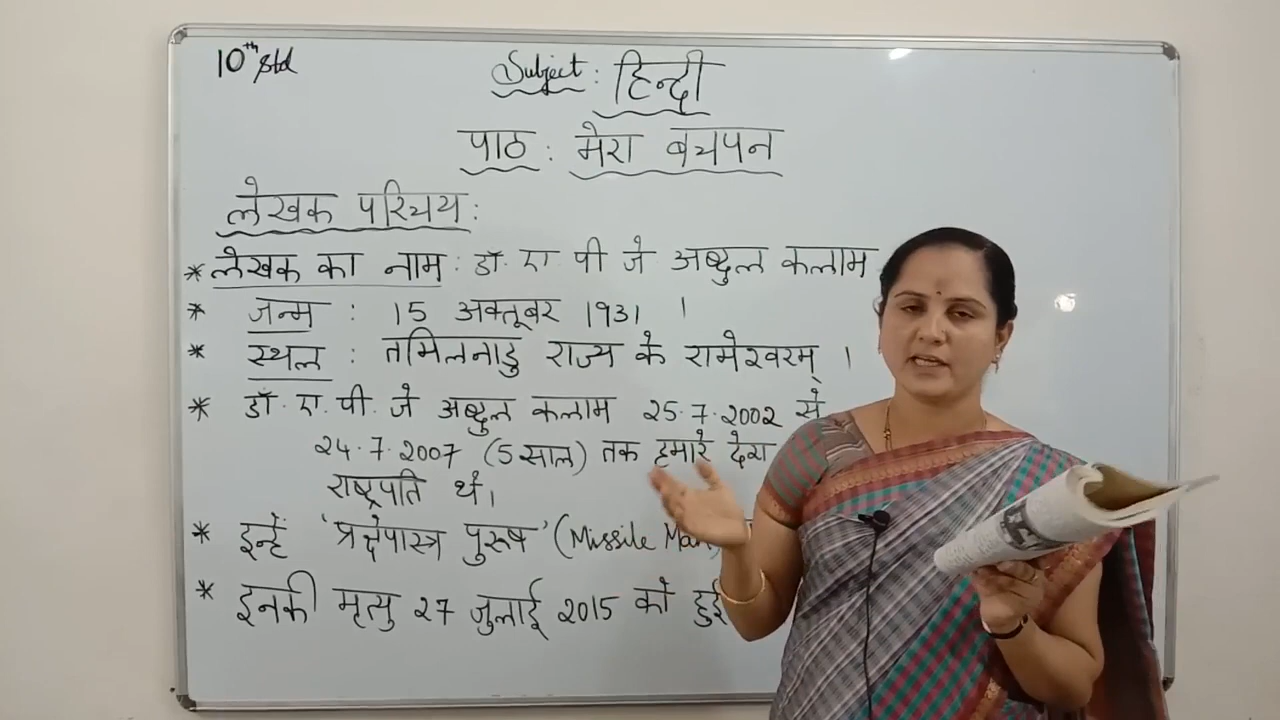 10th std
Subject : हिन्दी
पाठ : मेरा बचपन
लेखक परिचय :
* लेखक का नाम : डॉ. ए पी जे अब्दुल कलाम
* जन्म : 15 अक्तूबर 1931 ।
* स्थल : तमिलनाडु राज्य के रामेश्वरम् ।
* डॉ. ए. पी. जे अब्दुल कलाम 25.7.2002 से
24.7.2007 (5 साल) तक हमारे देश
राष्ट्रपति थे।
* इन्हें 'प्रक्षेपास्त्र पुरूष' (Missile Man)
* इनकी मृत्यु 27 जुलाई 2015 को हुई